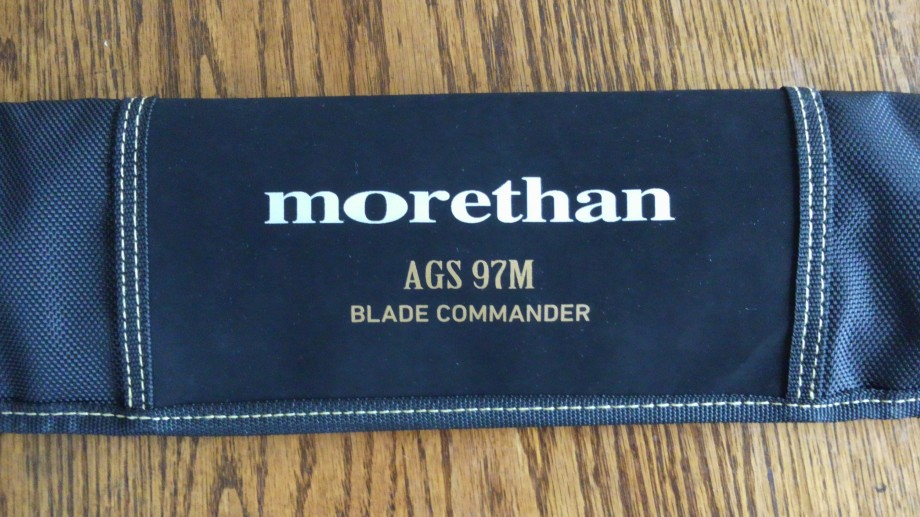 morethan
AGS 97M
BLADE COMMANDER